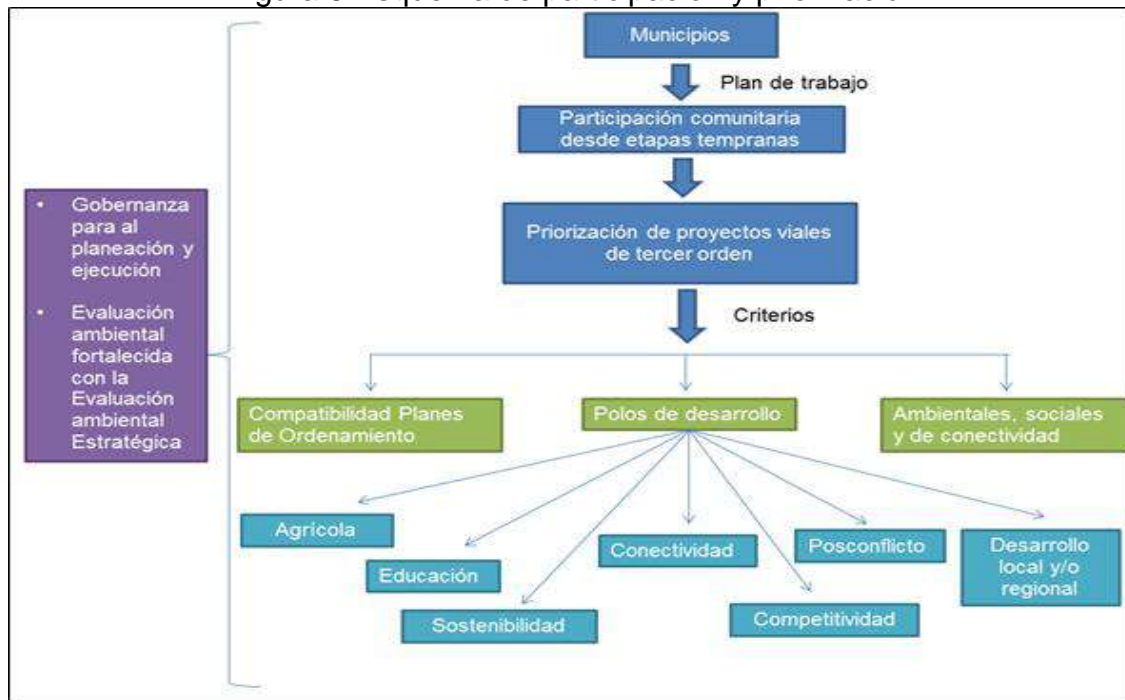 Municipios
Plan de trabajo
Participación comunitaria
desde etapas tempranas
Priorización de proyectos viales
de tercer orden
Criterios
• Gobernanza
para al
planeación y
ejecución
• Evaluación
ambiental
fortalecida
con la
Evaluación
ambiental
Estratégica
Compatibilidad Planes
de Ordenamiento
Polos de desarrollo
Ambientales, sociales
y de conectividad
Agrícola
Educación
Sostenibilidad
Conectividad
Competitividad
Posconflicto
Desarrollo
local y/o
regional